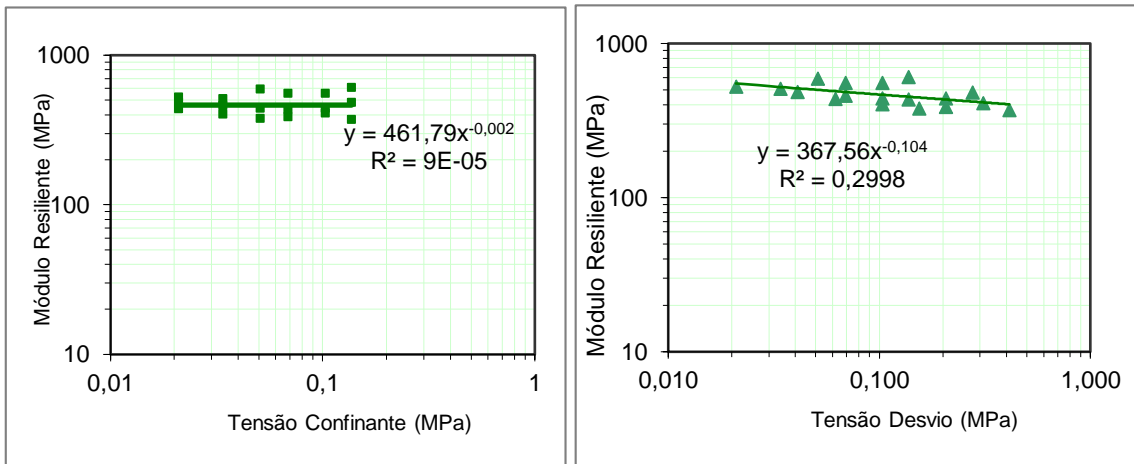 1000
100
10
0,01
0,1
1
Módulo Resiliente (MPa)
y = 461,79x^-0,002
R² = 9E-05
Tensão Confinante (MPa)
1000
100
10
0,010
0,100
1,000
Módulo Resiliente (MPa)
y = 367,56x^-0,104
R² = 0,2998
Tensão Desvio (MPa)